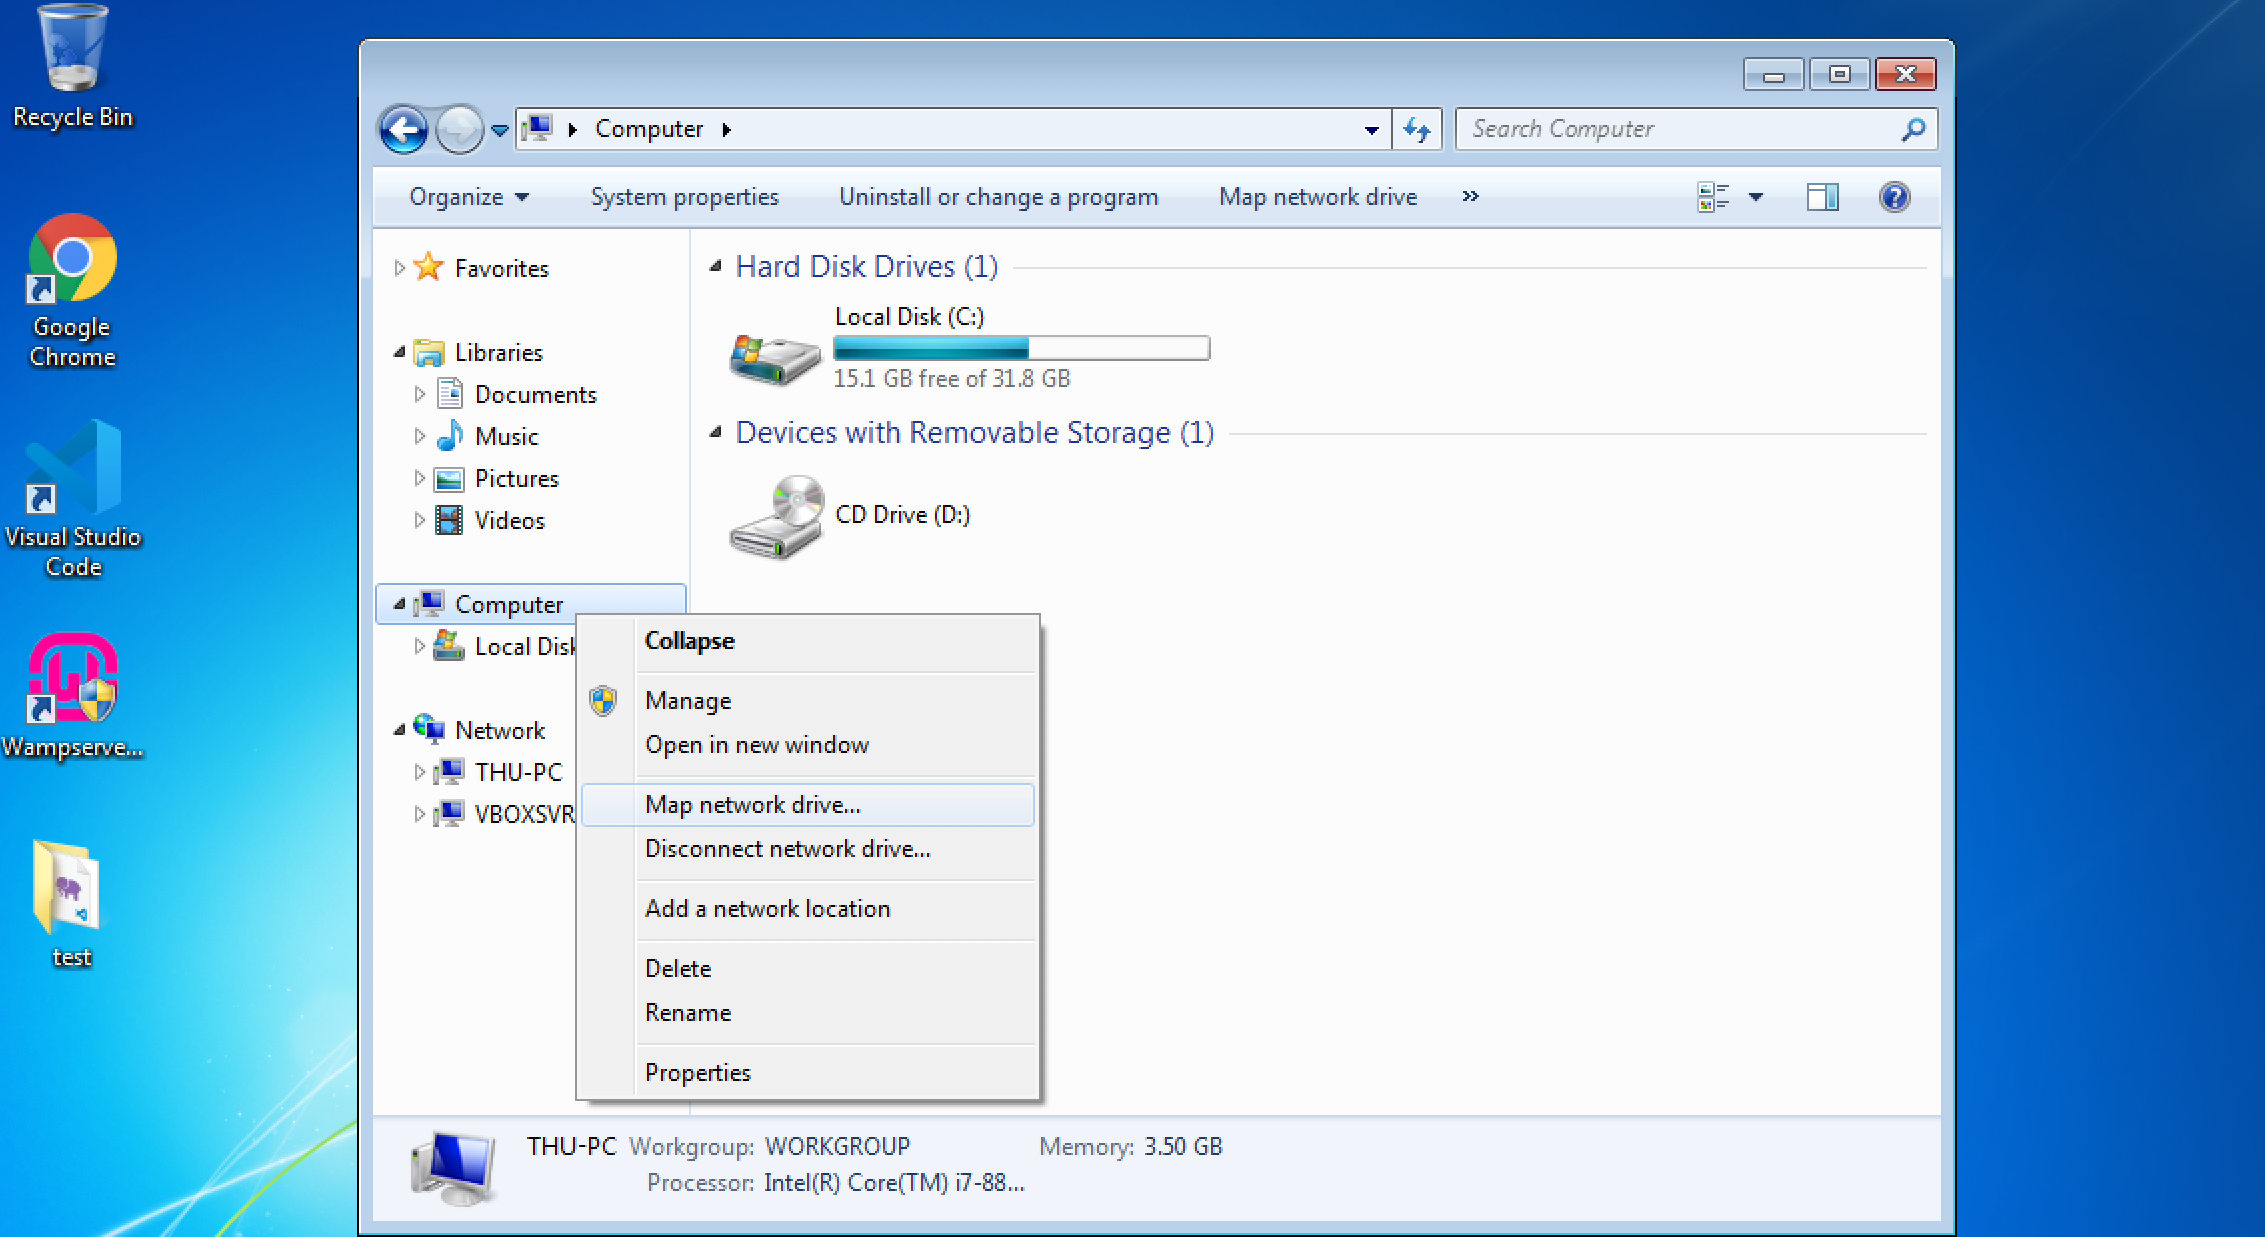 Recycle Bin
Google
Chrome
Visual Studio
Code
Wampserve...
test
Computer
Search Computer
Organize
System properties
Uninstall or change a program
Map network drive
»
Favorites
Libraries
Documents
Music
Pictures
Videos
Computer
Local Disk
Network
THU-PC
VBOXSVR
Hard Disk Drives (1)
Local Disk (C:)
15.1 GB free of 31.8 GB
Devices with Removable Storage (1)
CD Drive (D:)
Collapse
Manage
Open in new window
Map network drive...
Disconnect network drive...
Add a network location
Delete
Rename
Properties
THU-PC Workgroup: WORKGROUP Memory: 3.50 GB
Processor: Intel(R) Core(TM) i7-88...